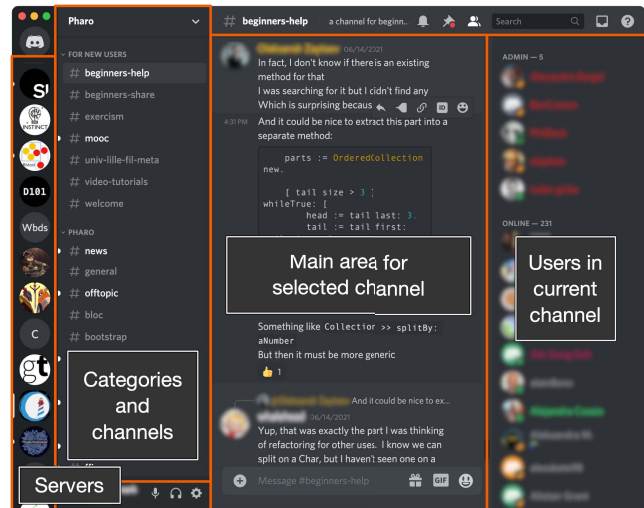 Pharo
# beginners-help
a channel for beginn...
Search
FOR NEW USERS
# beginners-help
# beginners-share
# exercism
# mooc
# univ-lille-fil-meta
# video-tutorials
# welcome
PHARO
# news
# general
# offtopic
# bloc
# bootstrap
S
INSTINCT
D101
Wbds
C
gt
Categories
and
channels
Servers
06/14/2021
In fact, I don't know if there is an existing
method for that
I was searching for it but I didn't find any
Which is surprising becaus
ID
4:31 PM
And it could be nice to extract this part into a
separate method:
parts := OrderedCollection
new.
[ tail size > 3 ]
whileTrue: [
head := tail last: 3.
tail := tail first:
Main area for
selected channel
Something like Collection >> splitBy:
aNumber
But then it must be more generic
👍 1
And it could be nice to ex...
06/14/2021
Yup, that was exactly the part I was thinking
of refactoring for other uses. I know we can
split on a Char, but I haven't seen one on a
Message #beginners-help
GIF
ADMIN — 5
ONLINE — 231
Users in
current
channel